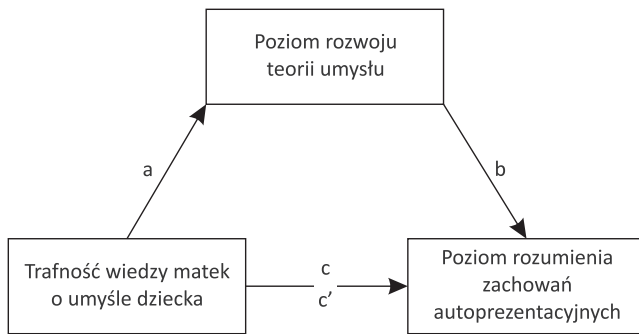 Poziom rozwoju
teorii umysłu
a
b
Trafność wiedzy matek
o umyśle dziecka
c
c’
Poziom rozumienia
zachowań
autoprezentacyjnych